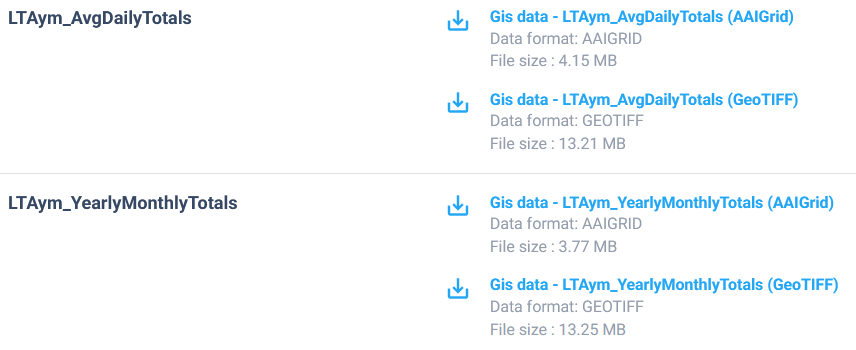 LTAym_AvgDailyTotals
Gis data - LTAym_AvgDailyTotals (AAIGrid)
Data format: AAIGRID
File size : 4.15 MB
Gis data - LTAym_AvgDailyTotals (GeoTIFF)
Data format: GEOTIFF
File size : 13.21 MB
LTAym_YearlyMonthlyTotals
Gis data - LTAym_YearlyMonthlyTotals (AAIGrid)
Data format: AAIGRID
File size : 3.77 MB
Gis data - LTAym_YearlyMonthlyTotals (GeoTIFF)
Data format: GEOTIFF
File size : 13.25 MB